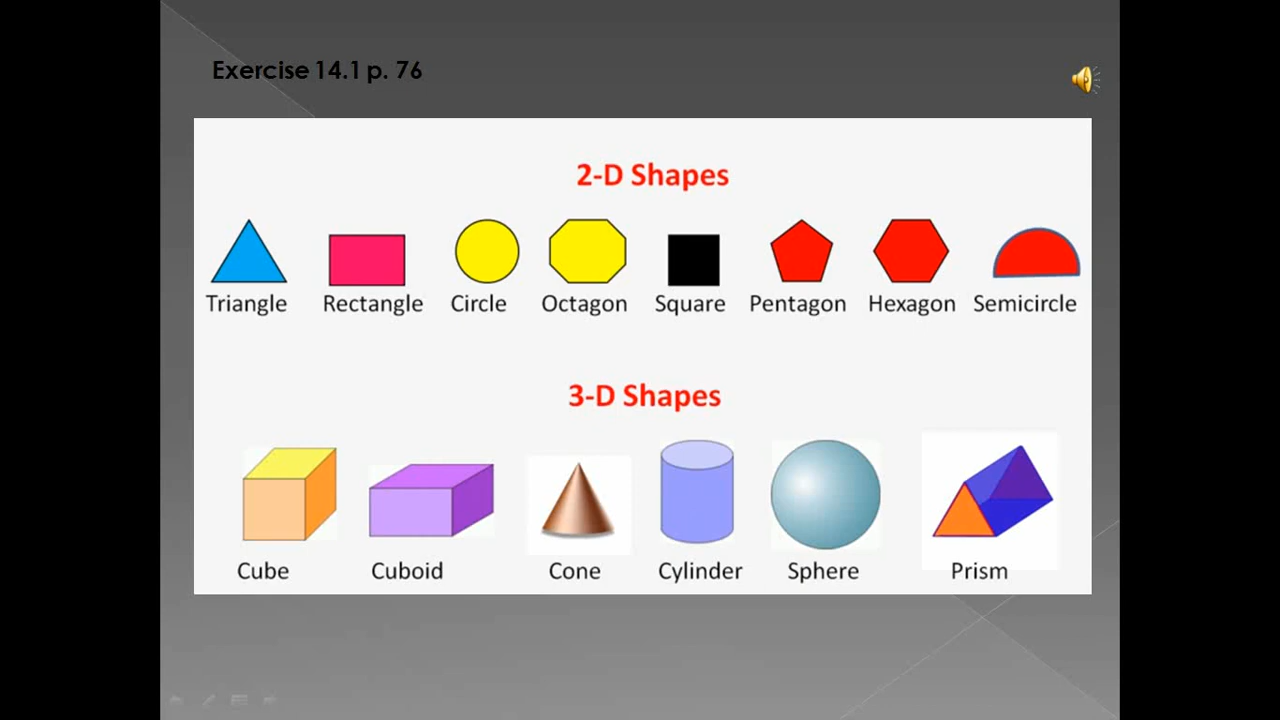 Exercise 14.1 p. 76
2-D Shapes
Triangle Rectangle Circle Octagon Square Pentagon Hexagon Semicircle
3-D Shapes
Cube Cuboid Cone Cylinder Sphere Prism